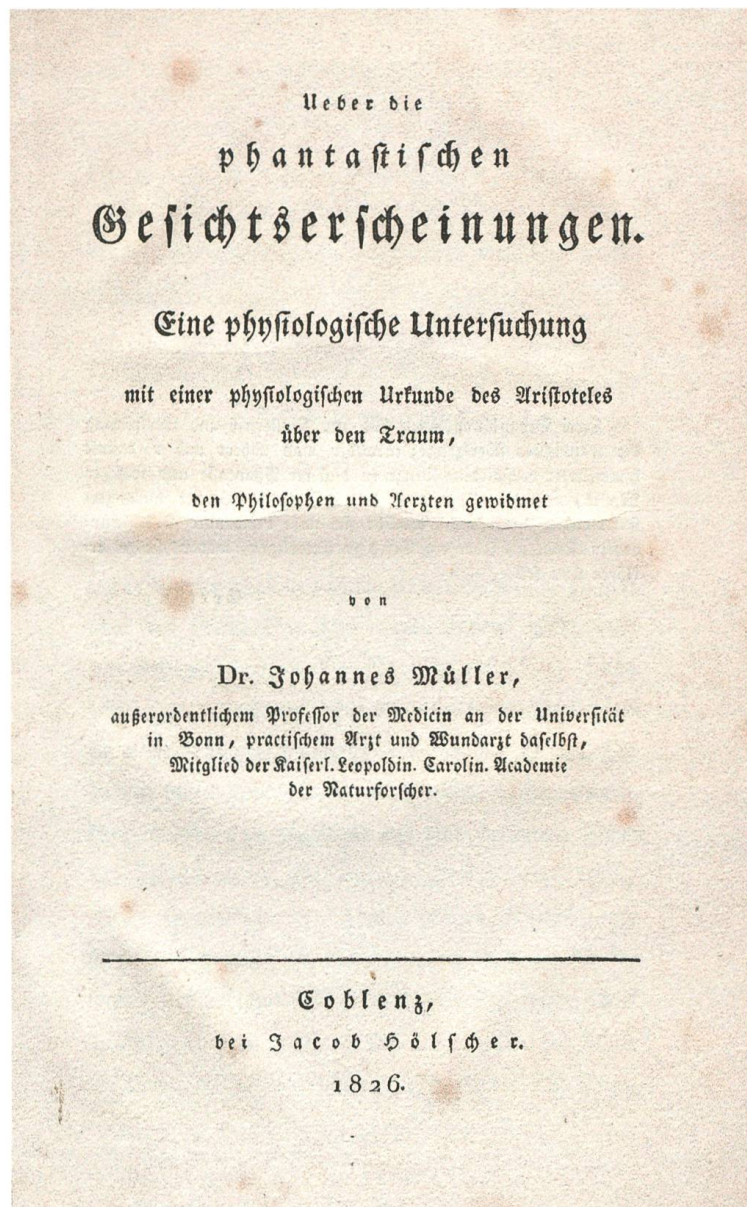 Ueber die
phantastischen
Gesichtserscheinungen.
Eine physiologische Untersuchung
mit einer physiologischen Urkunde des Aristoteles
über den Traum,
den Philosophen und Aerzten gewidmet
von
Dr. Johannes Müller,
außerordentlichem Professor der Medicin an der Universität
in Bonn, practischem Arzt und Wundarzt daselbst,
Mitglied der Kaiserl. Leopoldin. Carolin. Academie
der Naturforscher.
Coblenz,
bei Jacob Hölscher.
1826.